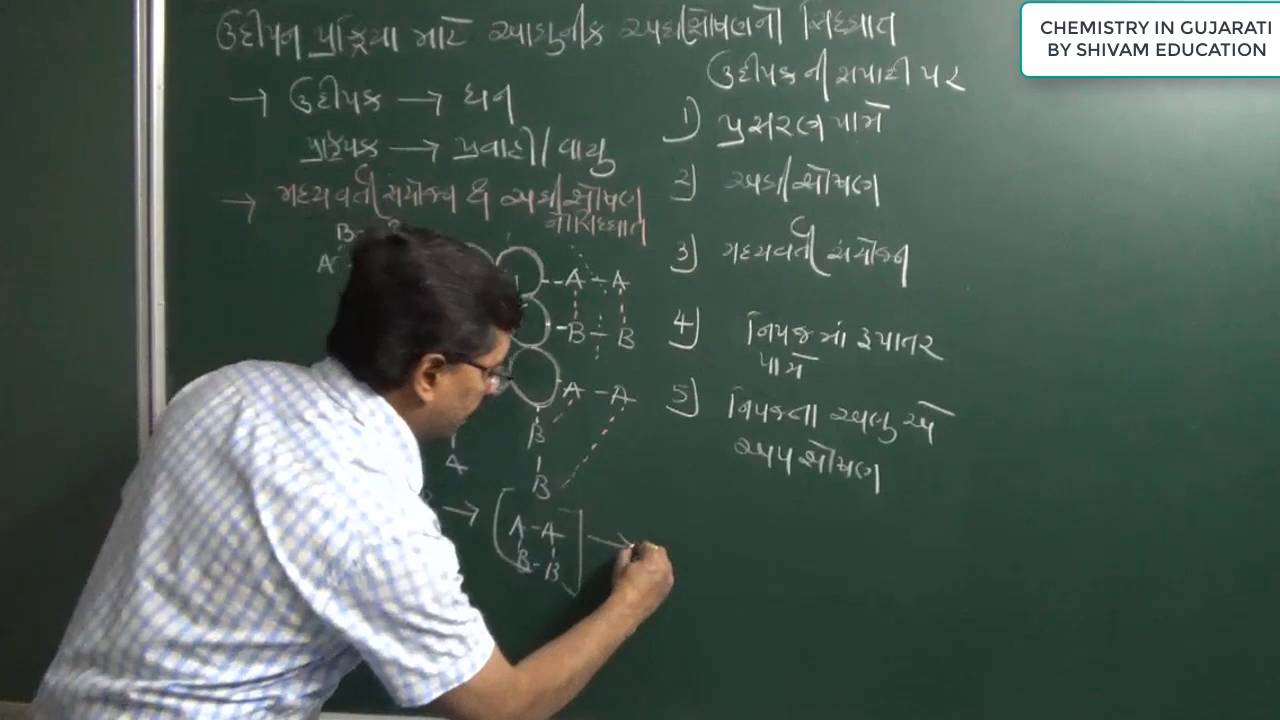 CHEMISTRY IN GUJARATI
BY SHIVAM EDUCATION
ઉદીપન પ્રક્રિયા માટે આધુનીક અધીસોષણનો સિદ્ધાત
→ ઉદીપક → ઘન
પ્રક્રિયક → પ્રવાહી/વાયુ
→ મધ્યવર્તી સંયોજન & અધીસોષણ
નો સિદ્ધાત
B
A
--A--A
-B--B
A-A
B
B
A
→ [A-A
B-B] →
ઉદીપકની સપાટી પર
1) પ્રસરણ પામે
2) અધીસોષણ
3) મધ્યવર્તી સંયોજન
4) નિપજમાં રૂપાતર
પામે
5) નિપજના અણુ એ
અપસોષણ